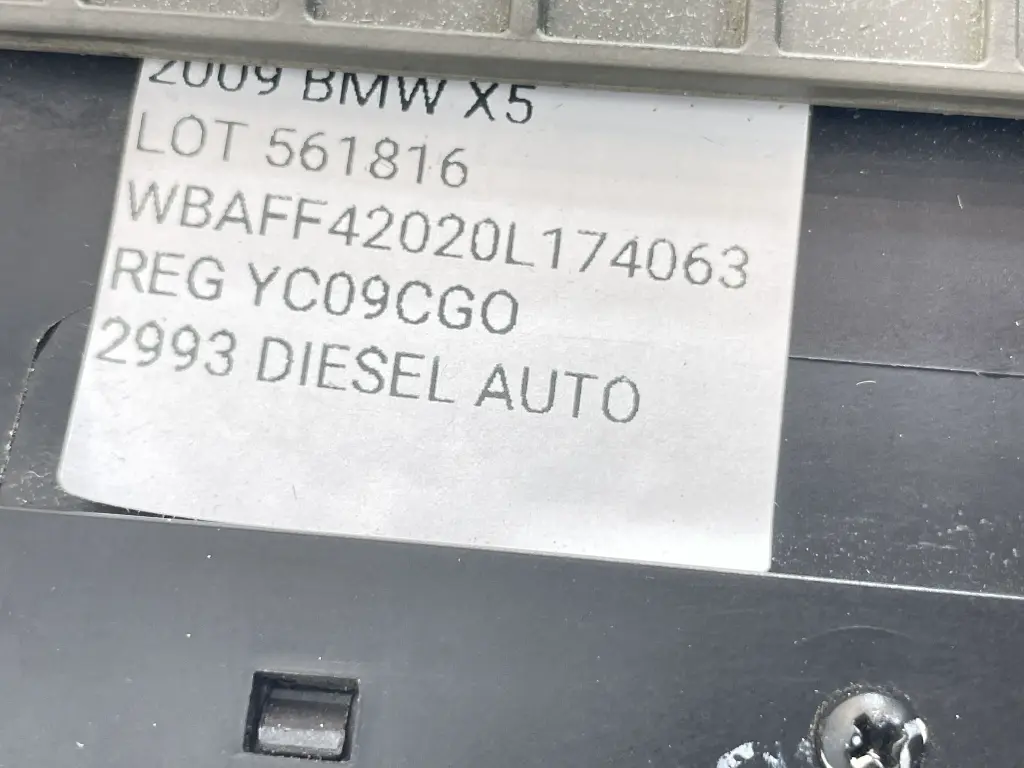 2009 BMW X5
LOT 561816
WBAFF42020L174063
REG YC09CGO
2993 DIESEL AUTO